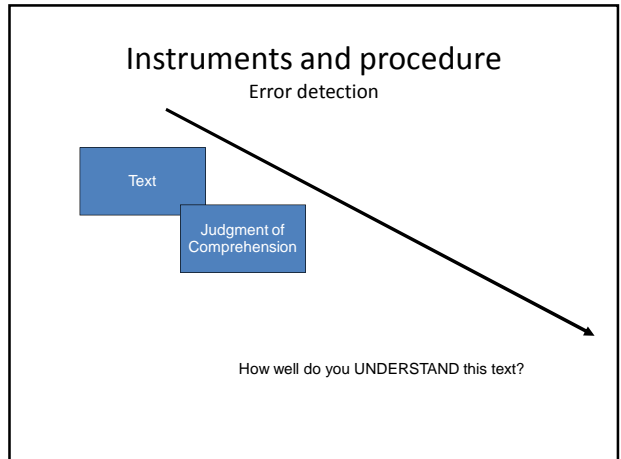 Instruments and procedure
Error detection
Text
Judgment of
Comprehension
How well do you UNDERSTAND this text?